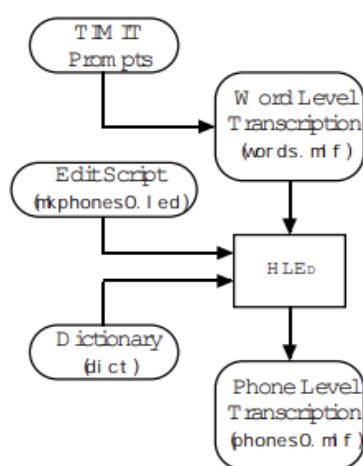 TIMIT
Prompts
Word Level
Transcription
(words.mlf)
Edit Script
(mkphones0.led)
HLED
Dictionary
(dict)
Phone Level
Transcription
(phones0.mlf)